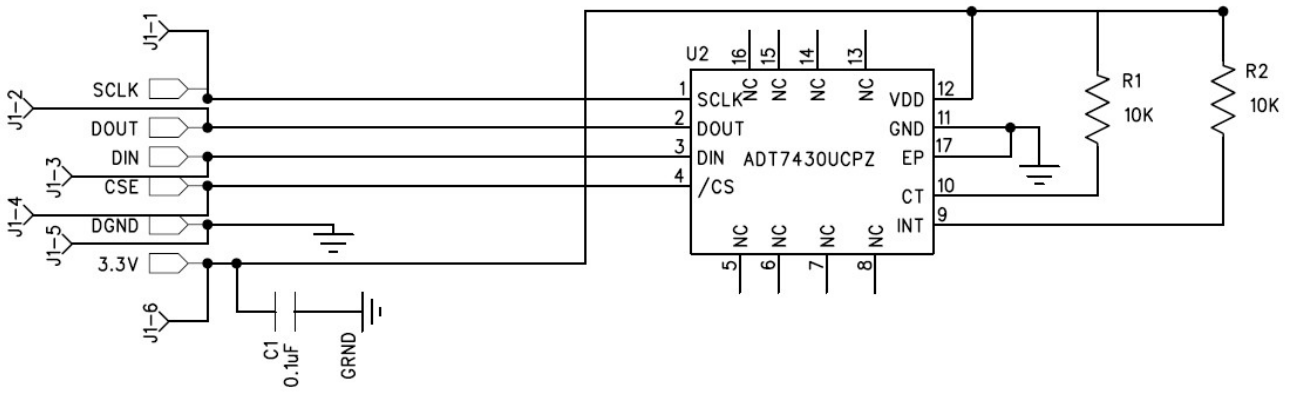 J1-1
SCLK
J1-2
DOUT
DIN
J1-3
CSE
J1-4
DGND
J1-5
3.3V
J1-6
C1
0.1uF
GRND
U2
16
15
14
13
NC
NC
NC
NC
1
SCLK
2
DOUT
3
DIN
4
/CS
ADT7430UCPZ
VDD
12
GND
11
EP
17
CT
10
INT
9
NC
NC
NC
NC
5
6
7
8
R1
10K
R2
10K